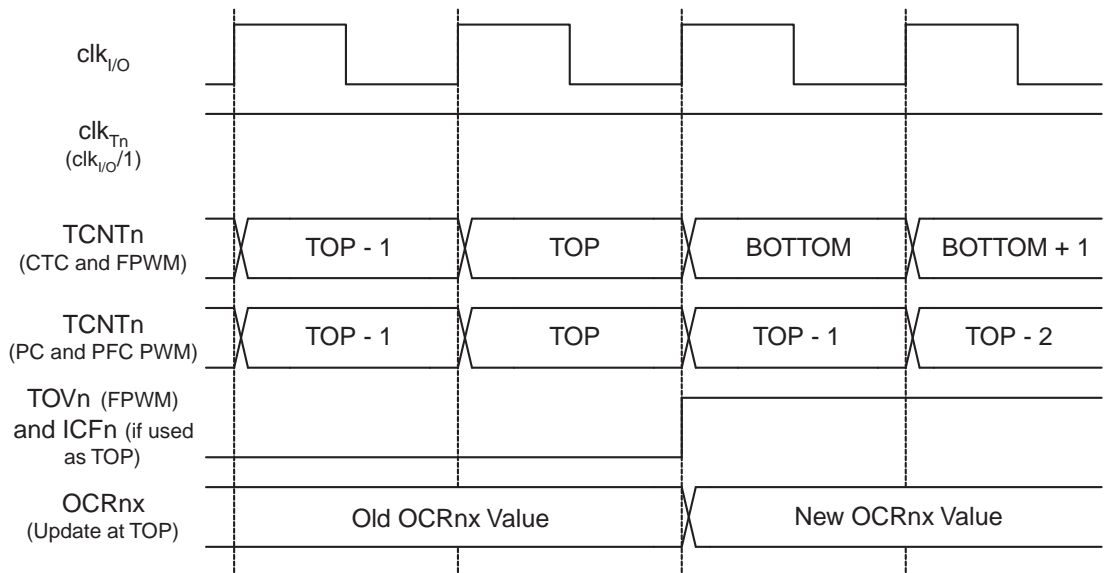 clkI/O
clkTn
(clkI/O/1)
TCNTn
(CTC and FPWM)
TOP - 1
TOP
BOTTOM
BOTTOM + 1
TCNTn
(PC and PFC PWM)
TOP - 1
TOP
TOP - 1
TOP - 2
TOVn (FPWM)
and ICFn (if used
as TOP)
OCRnx
(Update at TOP)
Old OCRnx Value
New OCRnx Value